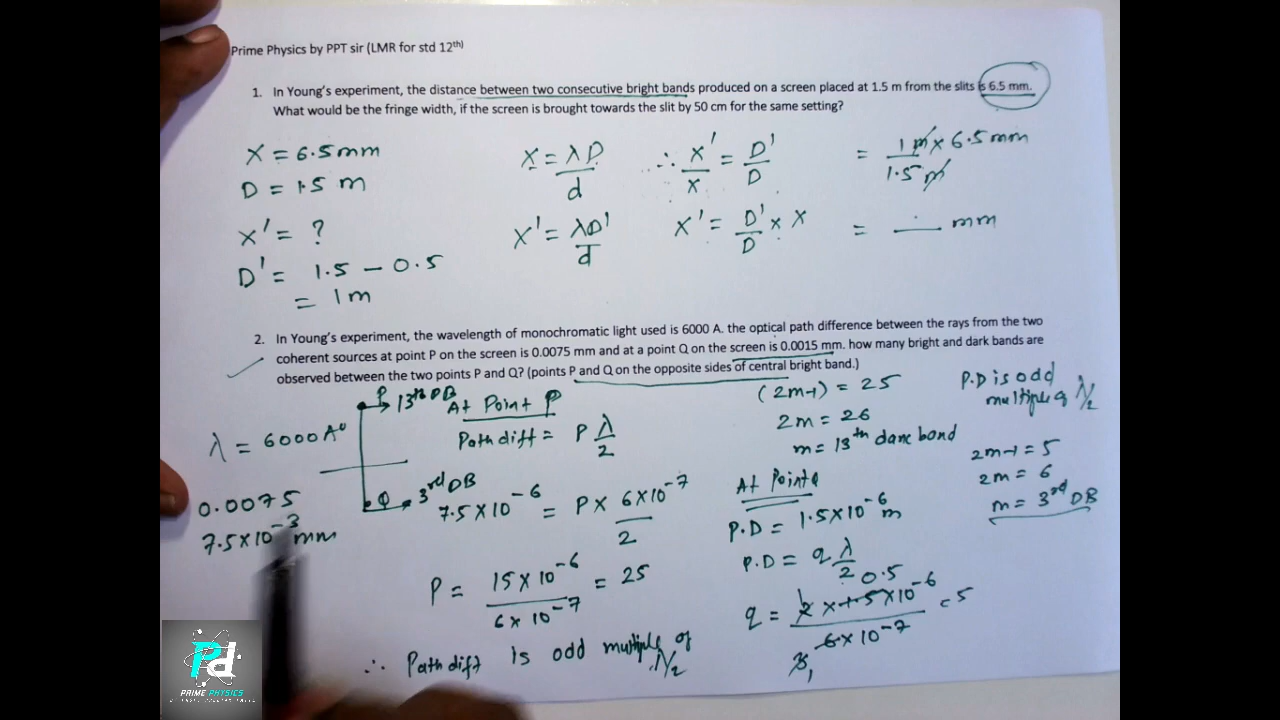 Prime Physics by PPT sir (LMR for std 12th)
1. In Young's experiment, the distance between two consecutive bright bands produced on a screen placed at 1.5 m from the slits is 6.5 mm.
What would be the fringe width, if the screen is brought towards the slit by 50 cm for the same setting?
X = 6.5 mm
D = 1.5 m
X' = ?
D' = 1.5 - 0.5
= 1m
X = λD/d
X' = λD'/d
∴ X'/X = D'/D
X' = D'/D × X
= 1m × 6.5 mm / 1.5 m
= — mm
2. In Young's experiment, the wavelength of monochromatic light used is 6000 A. the optical path difference between the rays from the two
coherent sources at point P on the screen is 0.0075 mm and at a point Q on the screen is 0.0015 mm. how many bright and dark bands are
observed between the two points P and Q? (points P and Q on the opposite sides of central bright band.)
P 13th DB
λ = 6000 A°
Q 3rd DB
0.0075
7.5×10⁻³ mm
At Point P
Path diff = P λ/2
7.5×10⁻⁶ = P × 6×10⁻⁷/2
P = 15×10⁻⁶ / 6×10⁻⁷ = 25
∴ Path diff is odd multiple of λ/2
(2m-1) = 25
2m = 26
m = 13th dark band
At Point Q
P.D = 1.5×10⁻⁶ m
P.D = q λ/2
0.5
q = 2 × 1.5×10⁻⁶ / 6×10⁻⁷ = 5
3,
P.D is odd
multiple of λ/2
2m-1 = 5
2m = 6
m = 3rd DB
Pd
PRIME PHYSICS